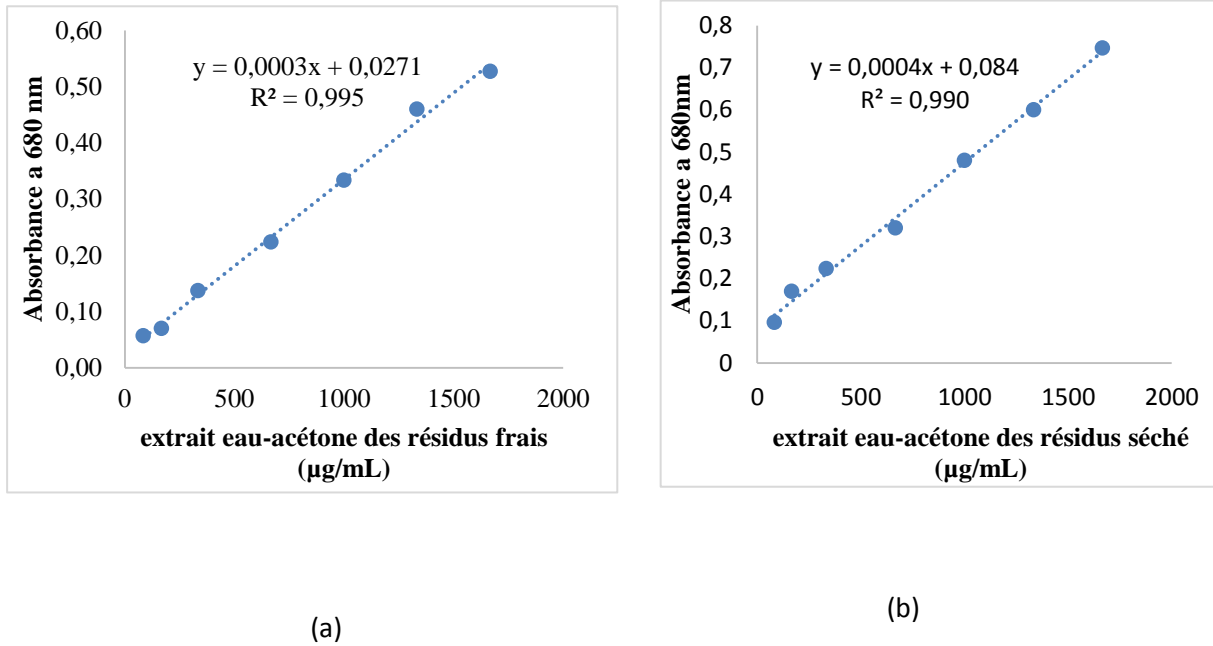 0,60
0,50
0,40
0,30
0,20
0,10
0,00
Absorbance a 680 nm
y = 0,0003x + 0,0271
R² = 0,995
0 500 1000 1500 2000
extrait eau-acétone des résidus frais
(µg/mL)
(a)
0,8
0,7
0,6
0,5
0,4
0,3
0,2
0,1
0
Absorbance a 680nm
y = 0,0004x + 0,084
R² = 0,990
0 500 1000 1500 2000
extrait eau-acétone des résidus séché
(µg/mL)
(b)